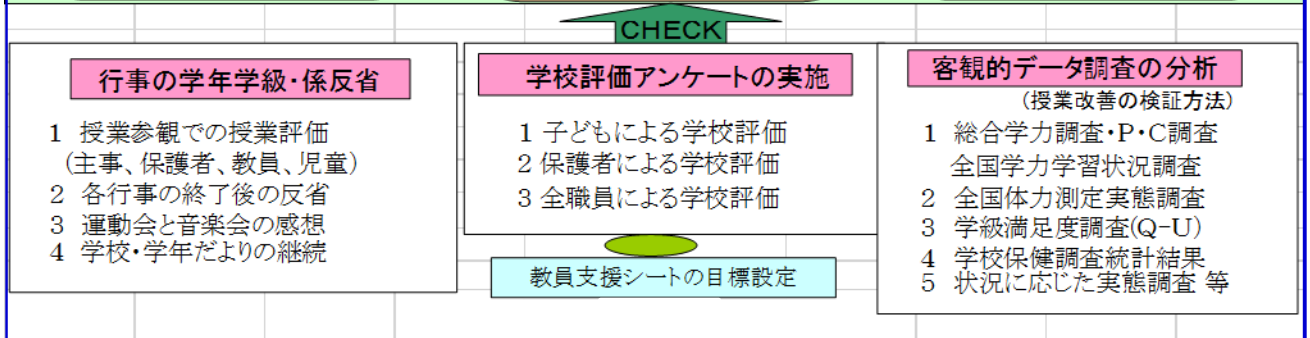 CHECK
行事の学年学級・係反省
1 授業参観での授業評価
(主事、保護者、教員、児童)
2 各行事の終了後の反省
3 運動会と音楽会の感想
4 学校・学年だよりの継続
学校評価アンケートの実施
1 子どもによる学校評価
2 保護者による学校評価
3 全職員による学校評価
教員支援シートの目標設定
客観的データ調査の分析
(授業改善の検証方法)
1 総合学力調査・P・C調査
全国学力学習状況調査
2 全国体力測定実態調査
3 学級満足度調査(Q-U)
4 学校保健調査統計結果
5 状況に応じた実態調査 等